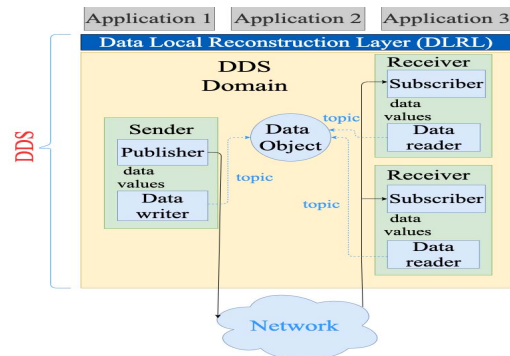 Application 1 Application 2 Application 3
Data Local Reconstruction Layer (DLRL)
DDS
DDS
Domain
Sender
Publisher
data
values
Data
writer
topic
Data
Object
topic
topic
Receiver
Subscriber
data
values
Data
reader
Receiver
Subscriber
data
values
Data
reader
Network